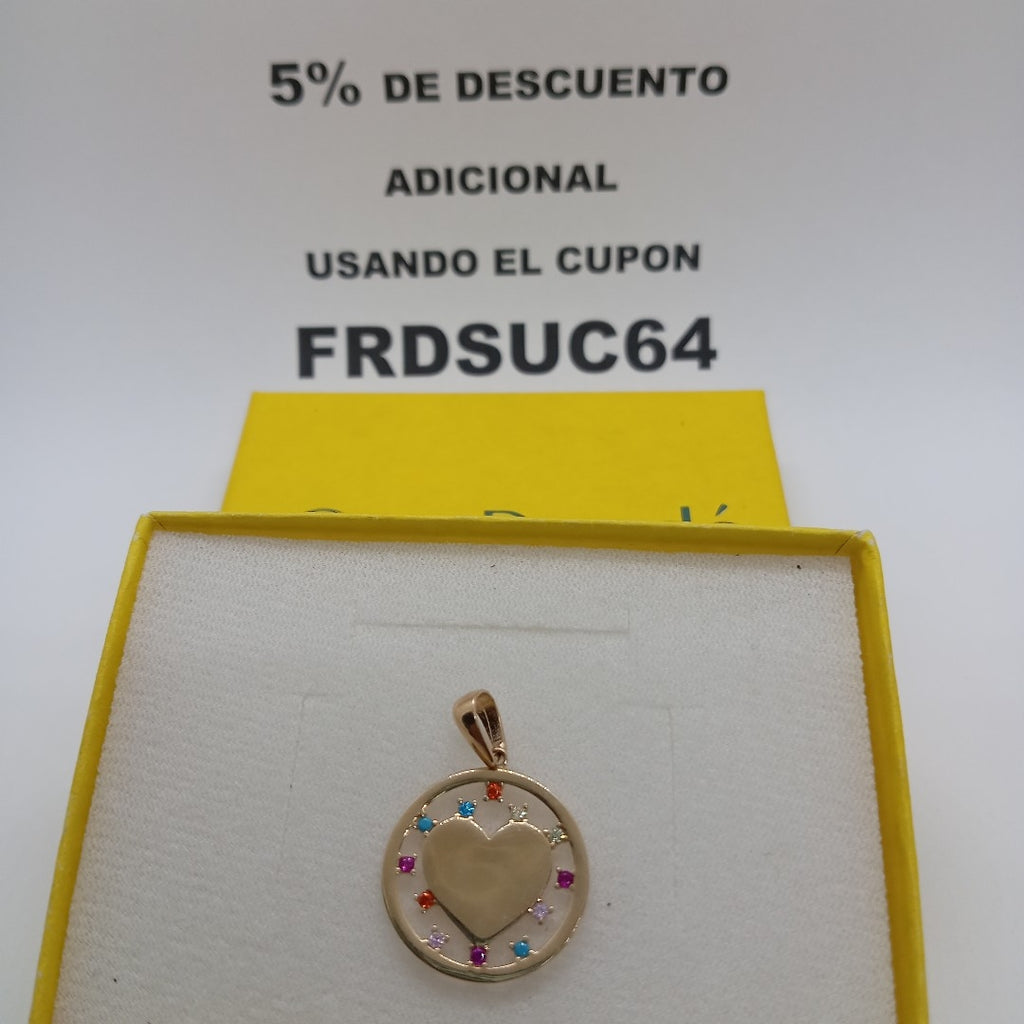 5% DE DESCUENTO
ADICIONAL
USANDO EL CUPON
FRDSUC64